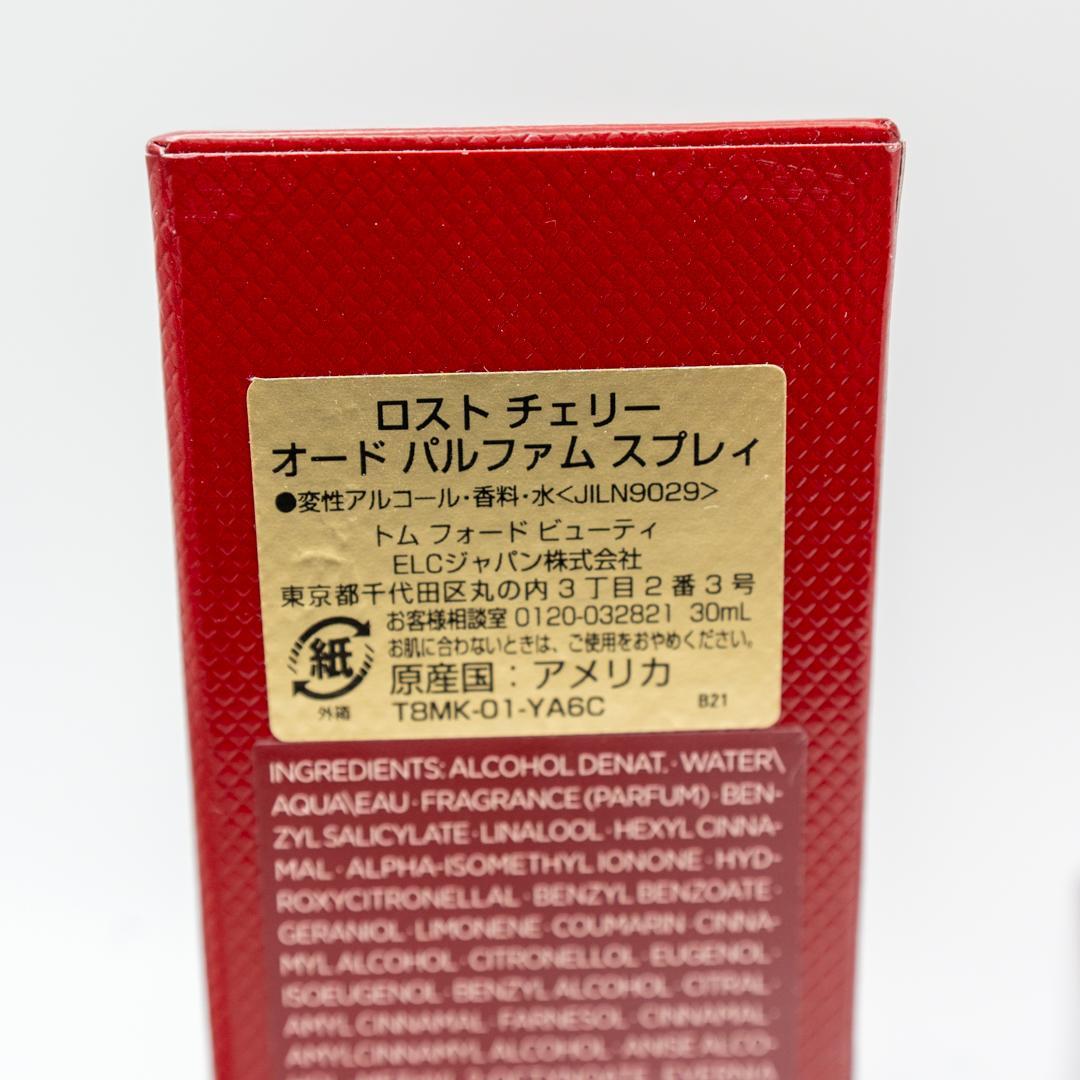 ロスト チェリー
オード パルファム スプレィ
●変性アルコール・香料・水<JILN9029>
トム フォード ビューティ
ELCジャパン株式会社
東京都千代田区丸の内3丁目2番3号
お客様相談室 0120-032821 30mL
お肌に合わないときは、ご使用をおやめください。
紙
外箱
原産国：アメリカ
T8MK-01-YA6C B21
INGREDIENTS: ALCOHOL DENAT. · WATER\
AQUA\EAU · FRAGRANCE (PARFUM) · BEN-
ZYL SALICYLATE · LINALOOL · HEXYL CINNA-
MAL · ALPHA-ISOMETHYL IONONE · HYD-
ROXYCITRONELLAL · BENZYL BENZOATE ·
GERANIOL · LIMONENE · COUMARIN · CINNA-
MYL ALCOHOL · CITRONELLOL · EUGENOL ·
ISOEUGENOL · BENZYL ALCOHOL · CITRAL ·
AMYL CINNAMAL · FARNESOL · CINNAMAL ·
AMYLCINNAMYL ALCOHOL · ANISE ALCO-